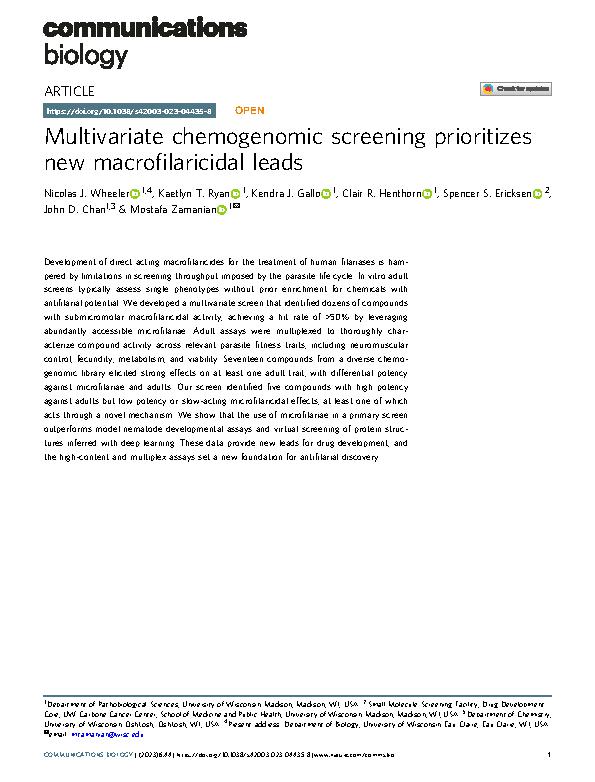 communications
biology
ARTICLE
Check for updates
https://doi.org/10.1038/s42003-023-04435-8
OPEN
Multivariate chemogenomic screening prioritizes
new macrofilaricidal leads
Nicolas J. Wheeler 1,4, Kaetlyn T. Ryan 1, Kendra J. Gallo 1, Clair R. Henthorn 1, Spencer S. Ericksen 2,
John D. Chan1,3 & Mostafa Zamanian 1✉
Development of direct acting macrofilaricides for the treatment of human filariases is ham-
pered by limitations in screening throughput imposed by the parasite life cycle. In vitro adult
screens typically assess single phenotypes without prior enrichment for chemicals with
antifilarial potential. We developed a multivariate screen that identified dozens of compounds
with submicromolar macrofilaricidal activity, achieving a hit rate of >50% by leveraging
abundantly accessible microfilariae. Adult assays were multiplexed to thoroughly char-
acterize compound activity across relevant parasite fitness traits, including neuromuscular
control, fecundity, metabolism, and viability. Seventeen compounds from a diverse chemo-
genomic library elicited strong effects on at least one adult trait, with differential potency
against microfilariae and adults. Our screen identified five compounds with high potency
against adults but low potency or slow-acting microfilaricidal effects, at least one of which
acts through a novel mechanism. We show that the use of microfilariae in a primary screen
outperforms model nematode developmental assays and virtual screening of protein struc-
tures inferred with deep learning. These data provide new leads for drug development, and
the high-content and multiplex assays set a new foundation for antifilarial discovery.
1 Department of Pathobiological Sciences, University of Wisconsin-Madison, Madison, WI, USA. 2 Small Molecule Screening Facility, Drug Development
Core, UW Carbone Cancer Center, School of Medicine and Public Health, University of Wisconsin-Madison, Madison, WI, USA. 3 Department of Chemistry,
University of Wisconsin-Oshkosh, Oshkosh, WI, USA. 4 Present address: Department of Biology, University of Wisconsin-Eau Claire, Eau Claire, WI, USA.
✉email: mzamanian@wisc.edu
COMMUNICATIONS BIOLOGY | (2023) 6:44 | https://doi.org/10.1038/s42003-023-04435-8 | www.nature.com/commsbio
1